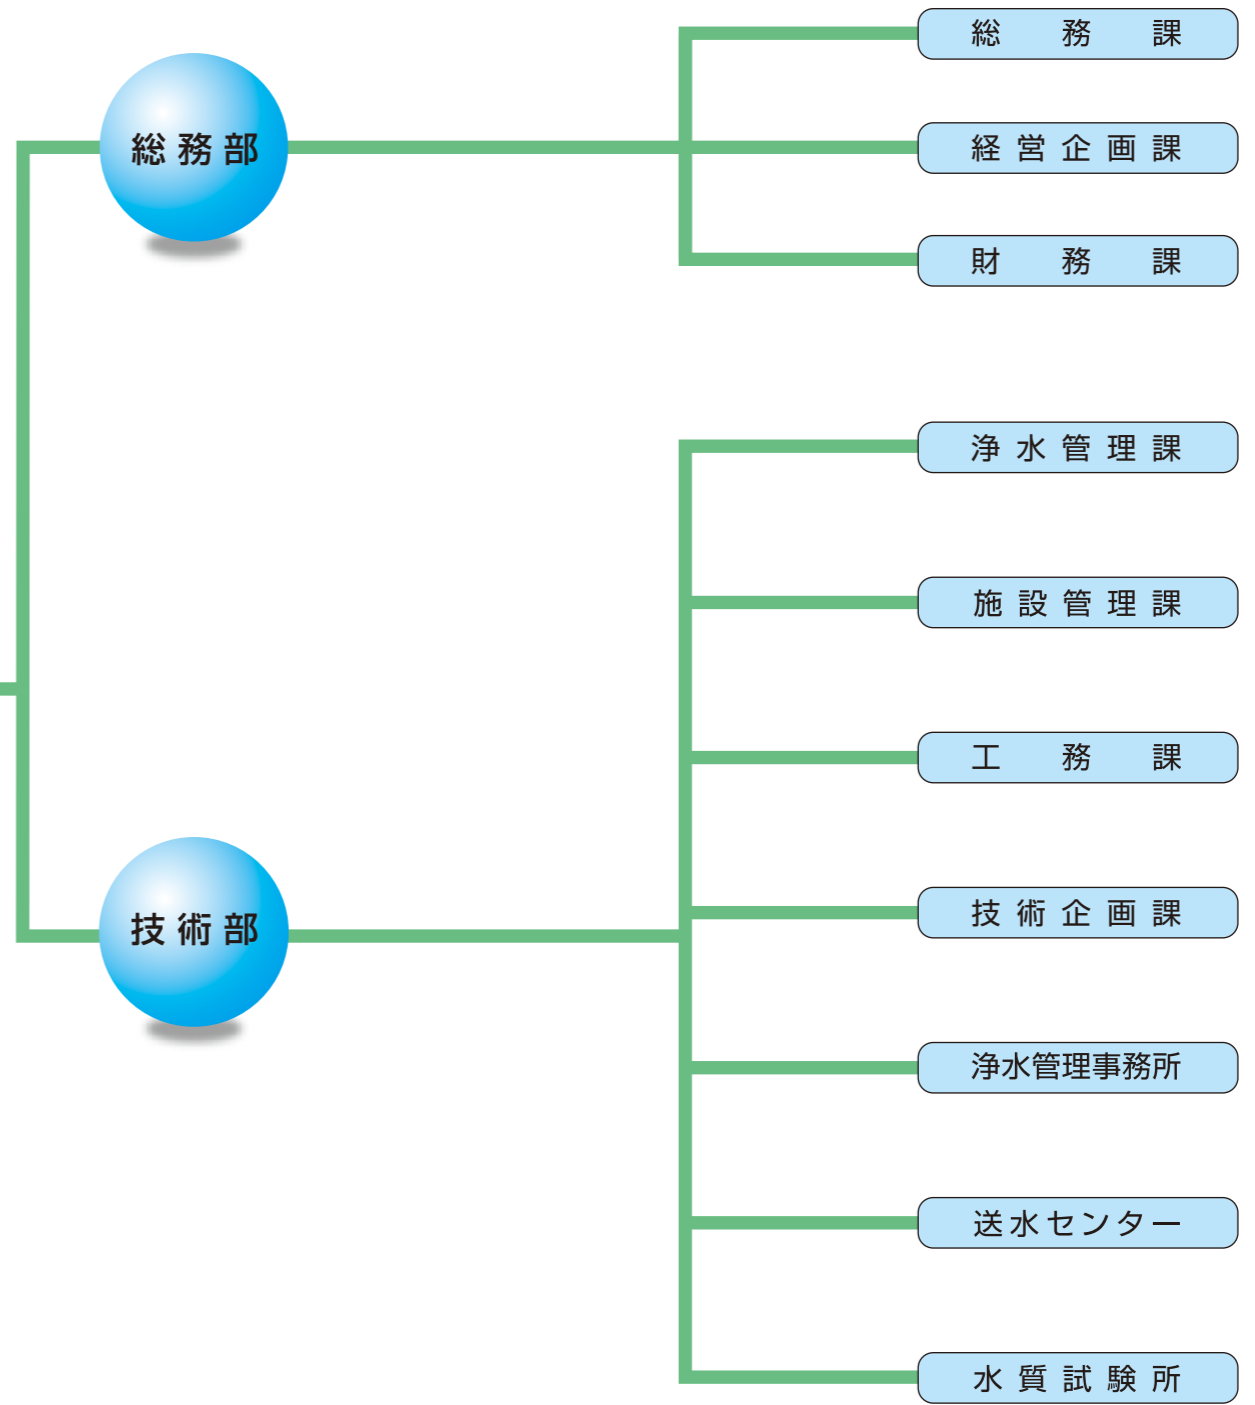 総務部
総務課
経営企画課
財務課
技術部
浄水管理課
施設管理課
工務課
技術企画課
浄水管理事務所
送水センター
水質試験所